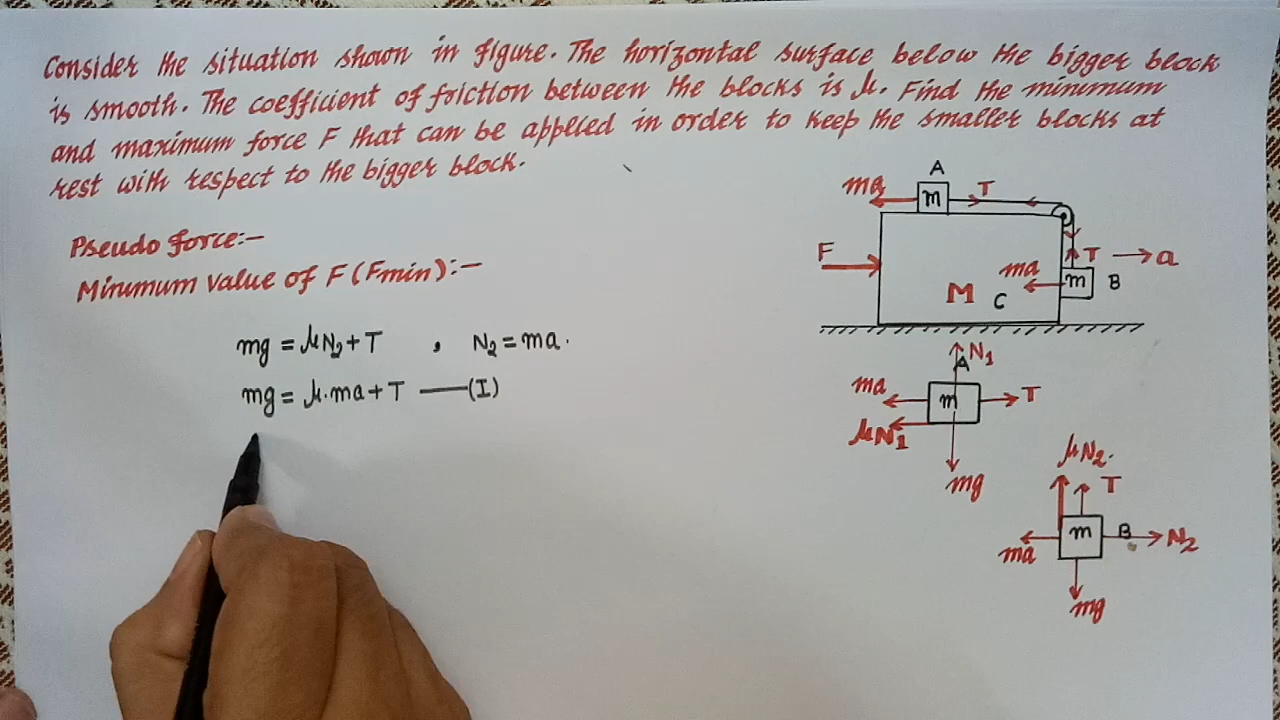 Consider the situation shown in figure. The horizontal surface below the bigger block
is smooth. The coefficient of friction between the blocks is μ. Find the minimum
and maximum force F that can be applied in order to keep the smaller blocks at
rest with respect to the bigger block.
Pseudo force:-
Minimum value of F (Fmin):-
mg = μN₂ + T , N₂ = ma.
mg = μ.ma + T —(I)
A
ma m T
F
T a
ma m B
M C
N₁
A
ma m T
μN₁
mg
μN₂.
T
m B N₂
ma
mg